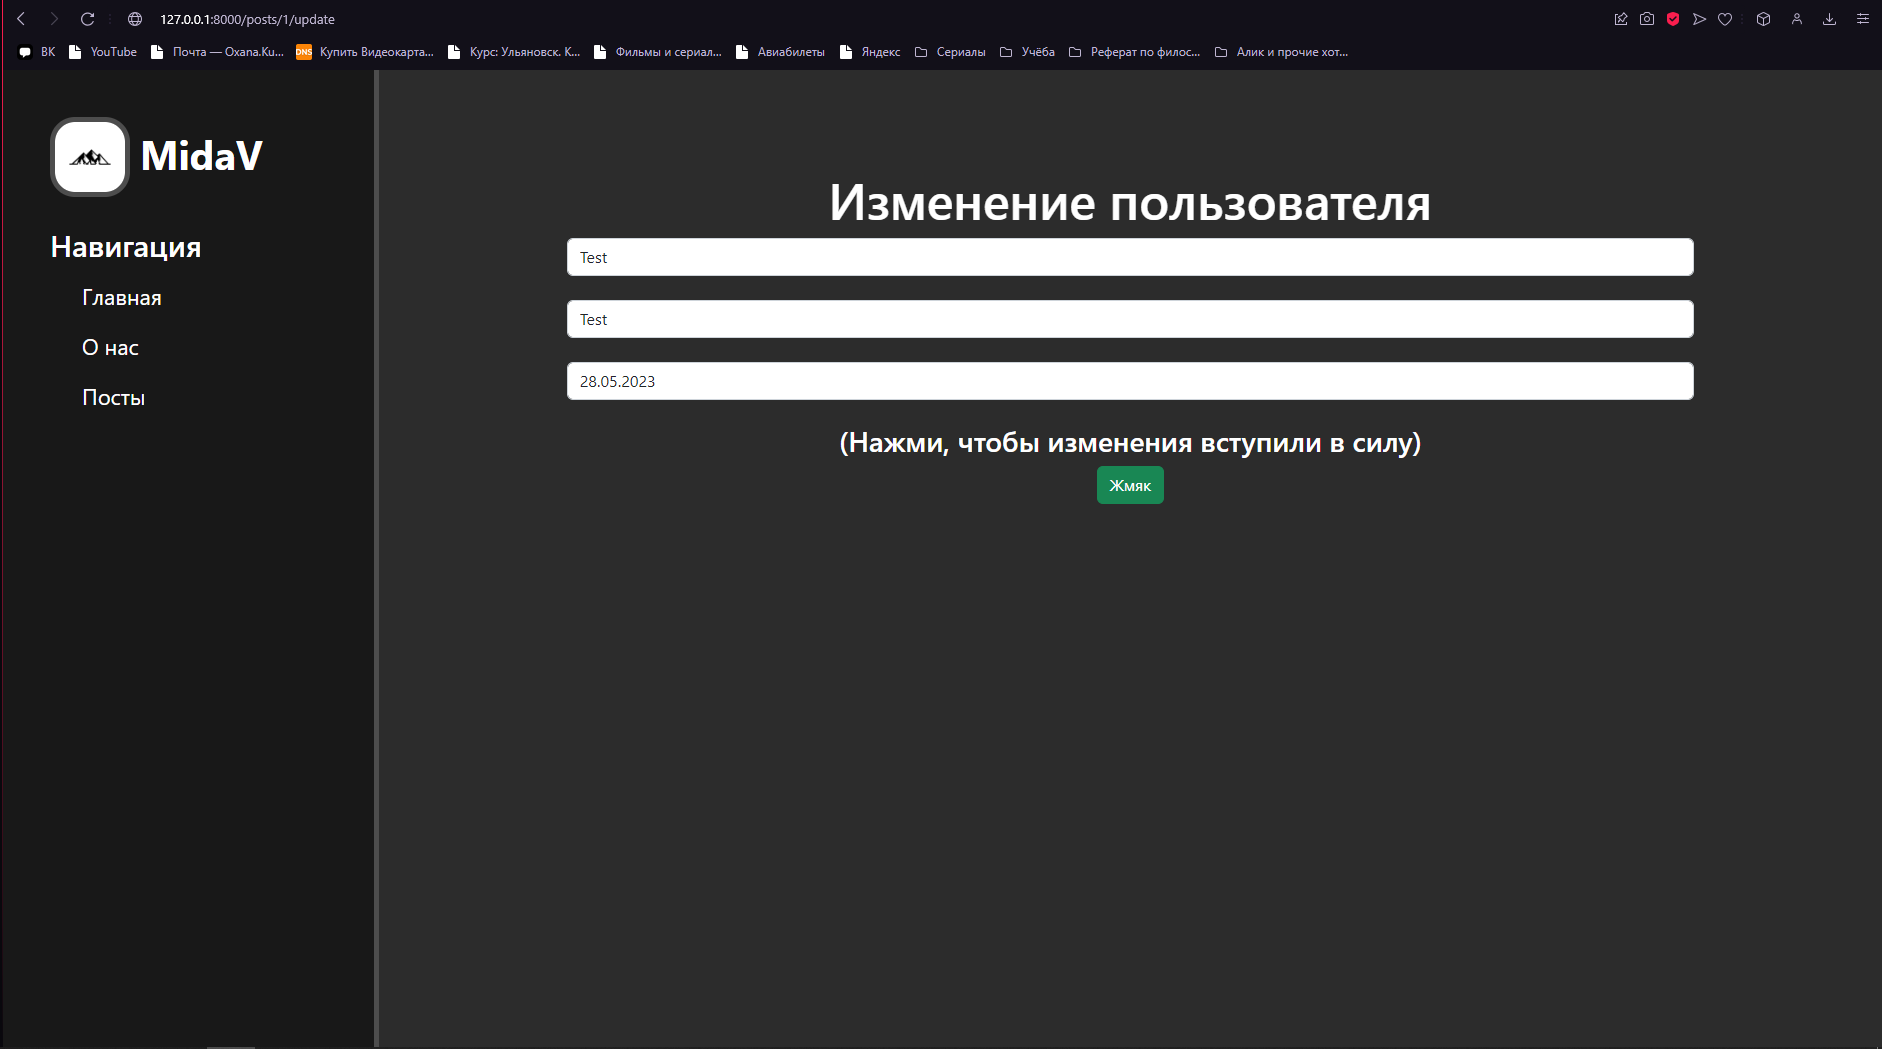 127.0.0.1:8000/posts/1/update
ВК
YouTube
Почта — Oxana.Ku...
DNS
Купить Видеокарта...
Курс: Ульяновск. К...
Фильмы и сериал...
Авиабилеты
Яндекс
Сериалы
Учёба
Реферат по филос...
Алик и прочие хот...
MidaV
Навигация
Главная
О нас
Посты
Изменение пользователя
Test
Test
28.05.2023
(Нажми, чтобы изменения вступили в силу)
Жмяк